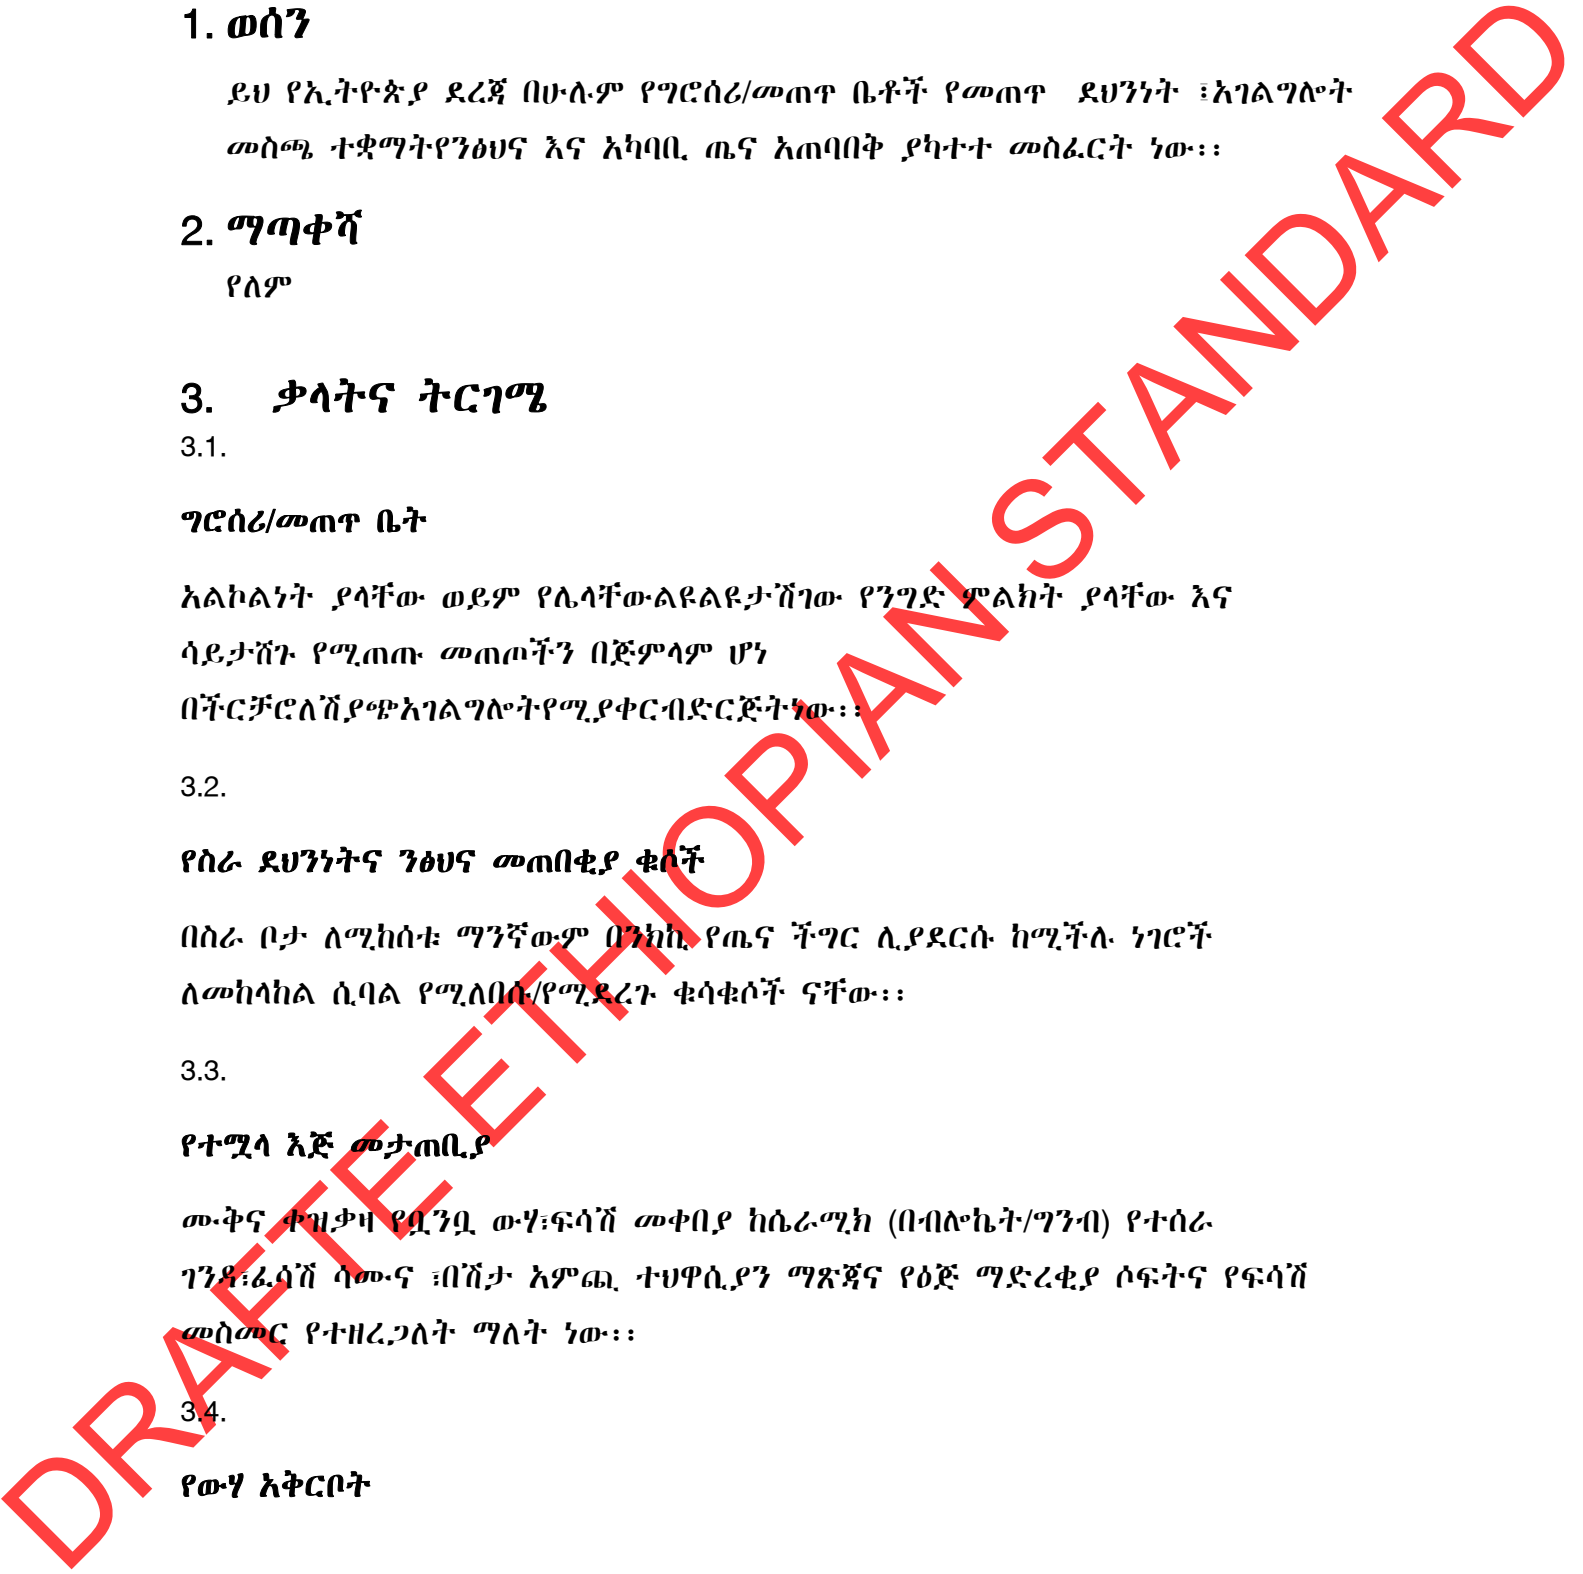 1. ወሰን
ይህ የኢትዮጵያ ደረጃ በሁሉም የግሮሰሪ/መጠጥ ቤቶች የመጠጥ ደህንነት ፤አገልግሎት
መስጫ ተቋማትየንፅህና እና አካባቢ ጤና አጠባበቅ ያካተተ መስፈርት ነው፡፡
2. ማጣቀሻ
የለም
3. ቃላትና ትርጉሜ
3.1.
ግሮሰሪ/መጠጥ ቤት
አልኮልነት ያላቸው ወይም የሌላቸውልዩልዩታሽገው የንግድ ምልክት ያላቸው እና
ሳይታሸጉ የሚጠጡ መጠጦችን በጅምላም ሆነ
በችርቻሮለሽያጭአገልግሎትየሚያቀርብድርጅትነው፡፡
3.2.
የስራ ደህንነትና ንፅህና መጠበቂያ ቁሶች
በስራ ቦታ ለሚከሰቱ ማንኛውም በንክኪ የጤና ችግር ሊያደርሱ ከሚችሉ ነገሮች
ለመከላከል ሲባል የሚለበሱ/የሚደረጉ ቁሳቁሶች ናቸው፡፡
3.3.
የተሟላ እጅ መታጠቢያ
ሙቅና ቀዝቃዛ የቧንቧ ውሃ፣ፍሳሽ መቀበያ ከሴራሚክ (በብሎኬት/ግንብ) የተሰራ
ገንዳ፣ፈሳሽ ሳሙና ፣በሽታ አምጪ ተህዋሲያን ማጽጃና የዕጅ ማድረቂያ ሶፍትና የፍሳሽ
መስመር የተዘረጋለት ማለት ነው፡፡
3.4.
የውሃ አቅርቦት
DRAFTE ETHIOPIAN STANDARD